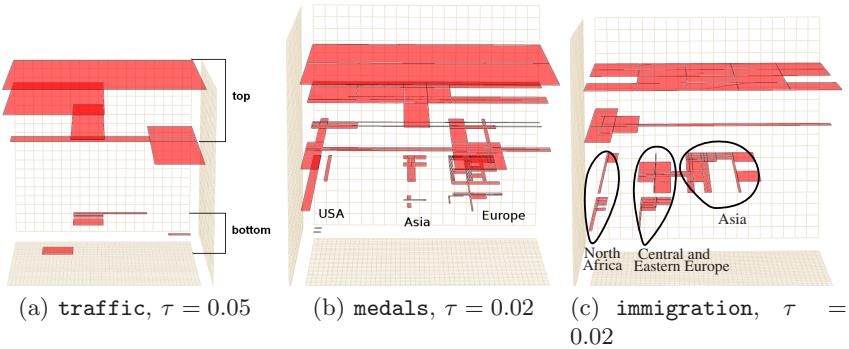 top
bottom
(a) traffic, τ = 0.05
USA
Asia
Europe
(b) medals, τ = 0.02
North
Africa
Central and
Eastern Europe
Asia
(c) immigration, τ =
0.02